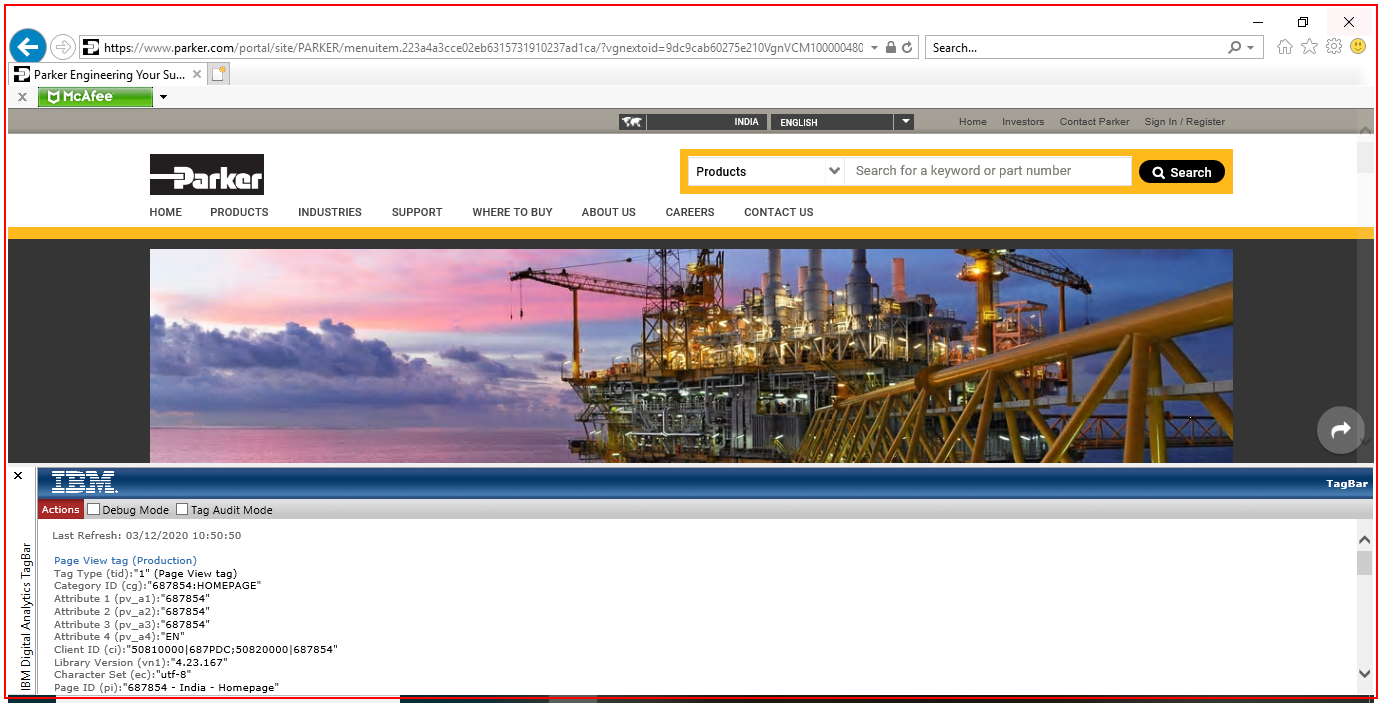 https://www.parker.com/portal/site/PARKER/menuitem.223a4a3cce02eb6315731910237ad1ca/?vgnextoid=9dc9cab60275e210VgnVCM100000480
Search...
Parker Engineering Your Su...
McAfee
INDIA
ENGLISH
Home
Investors
Contact Parker
Sign In / Register
Parker
Products
Search for a keyword or part number
Search
HOME
PRODUCTS
INDUSTRIES
SUPPORT
WHERE TO BUY
ABOUT US
CAREERS
CONTACT US
IBM
TagBar
Actions
Debug Mode
Tag Audit Mode
IBM Digital Analytics TagBar
Last Refresh: 03/12/2020 10:50:50
Page View tag (Production)
Tag Type (tid):"1" (Page View tag)
Category ID (cg):"687854:HOMEPAGE"
Attribute 1 (pv_a1):"687854"
Attribute 2 (pv_a2):"687854"
Attribute 3 (pv_a3):"687854"
Attribute 4 (pv_a4):"EN"
Client ID (ci):"50810000|687PDC;50820000|687854"
Library Version (vn1):"4.23.167"
Character Set (ec):"utf-8"
Page ID (pi):"687854 - India - Homepage"